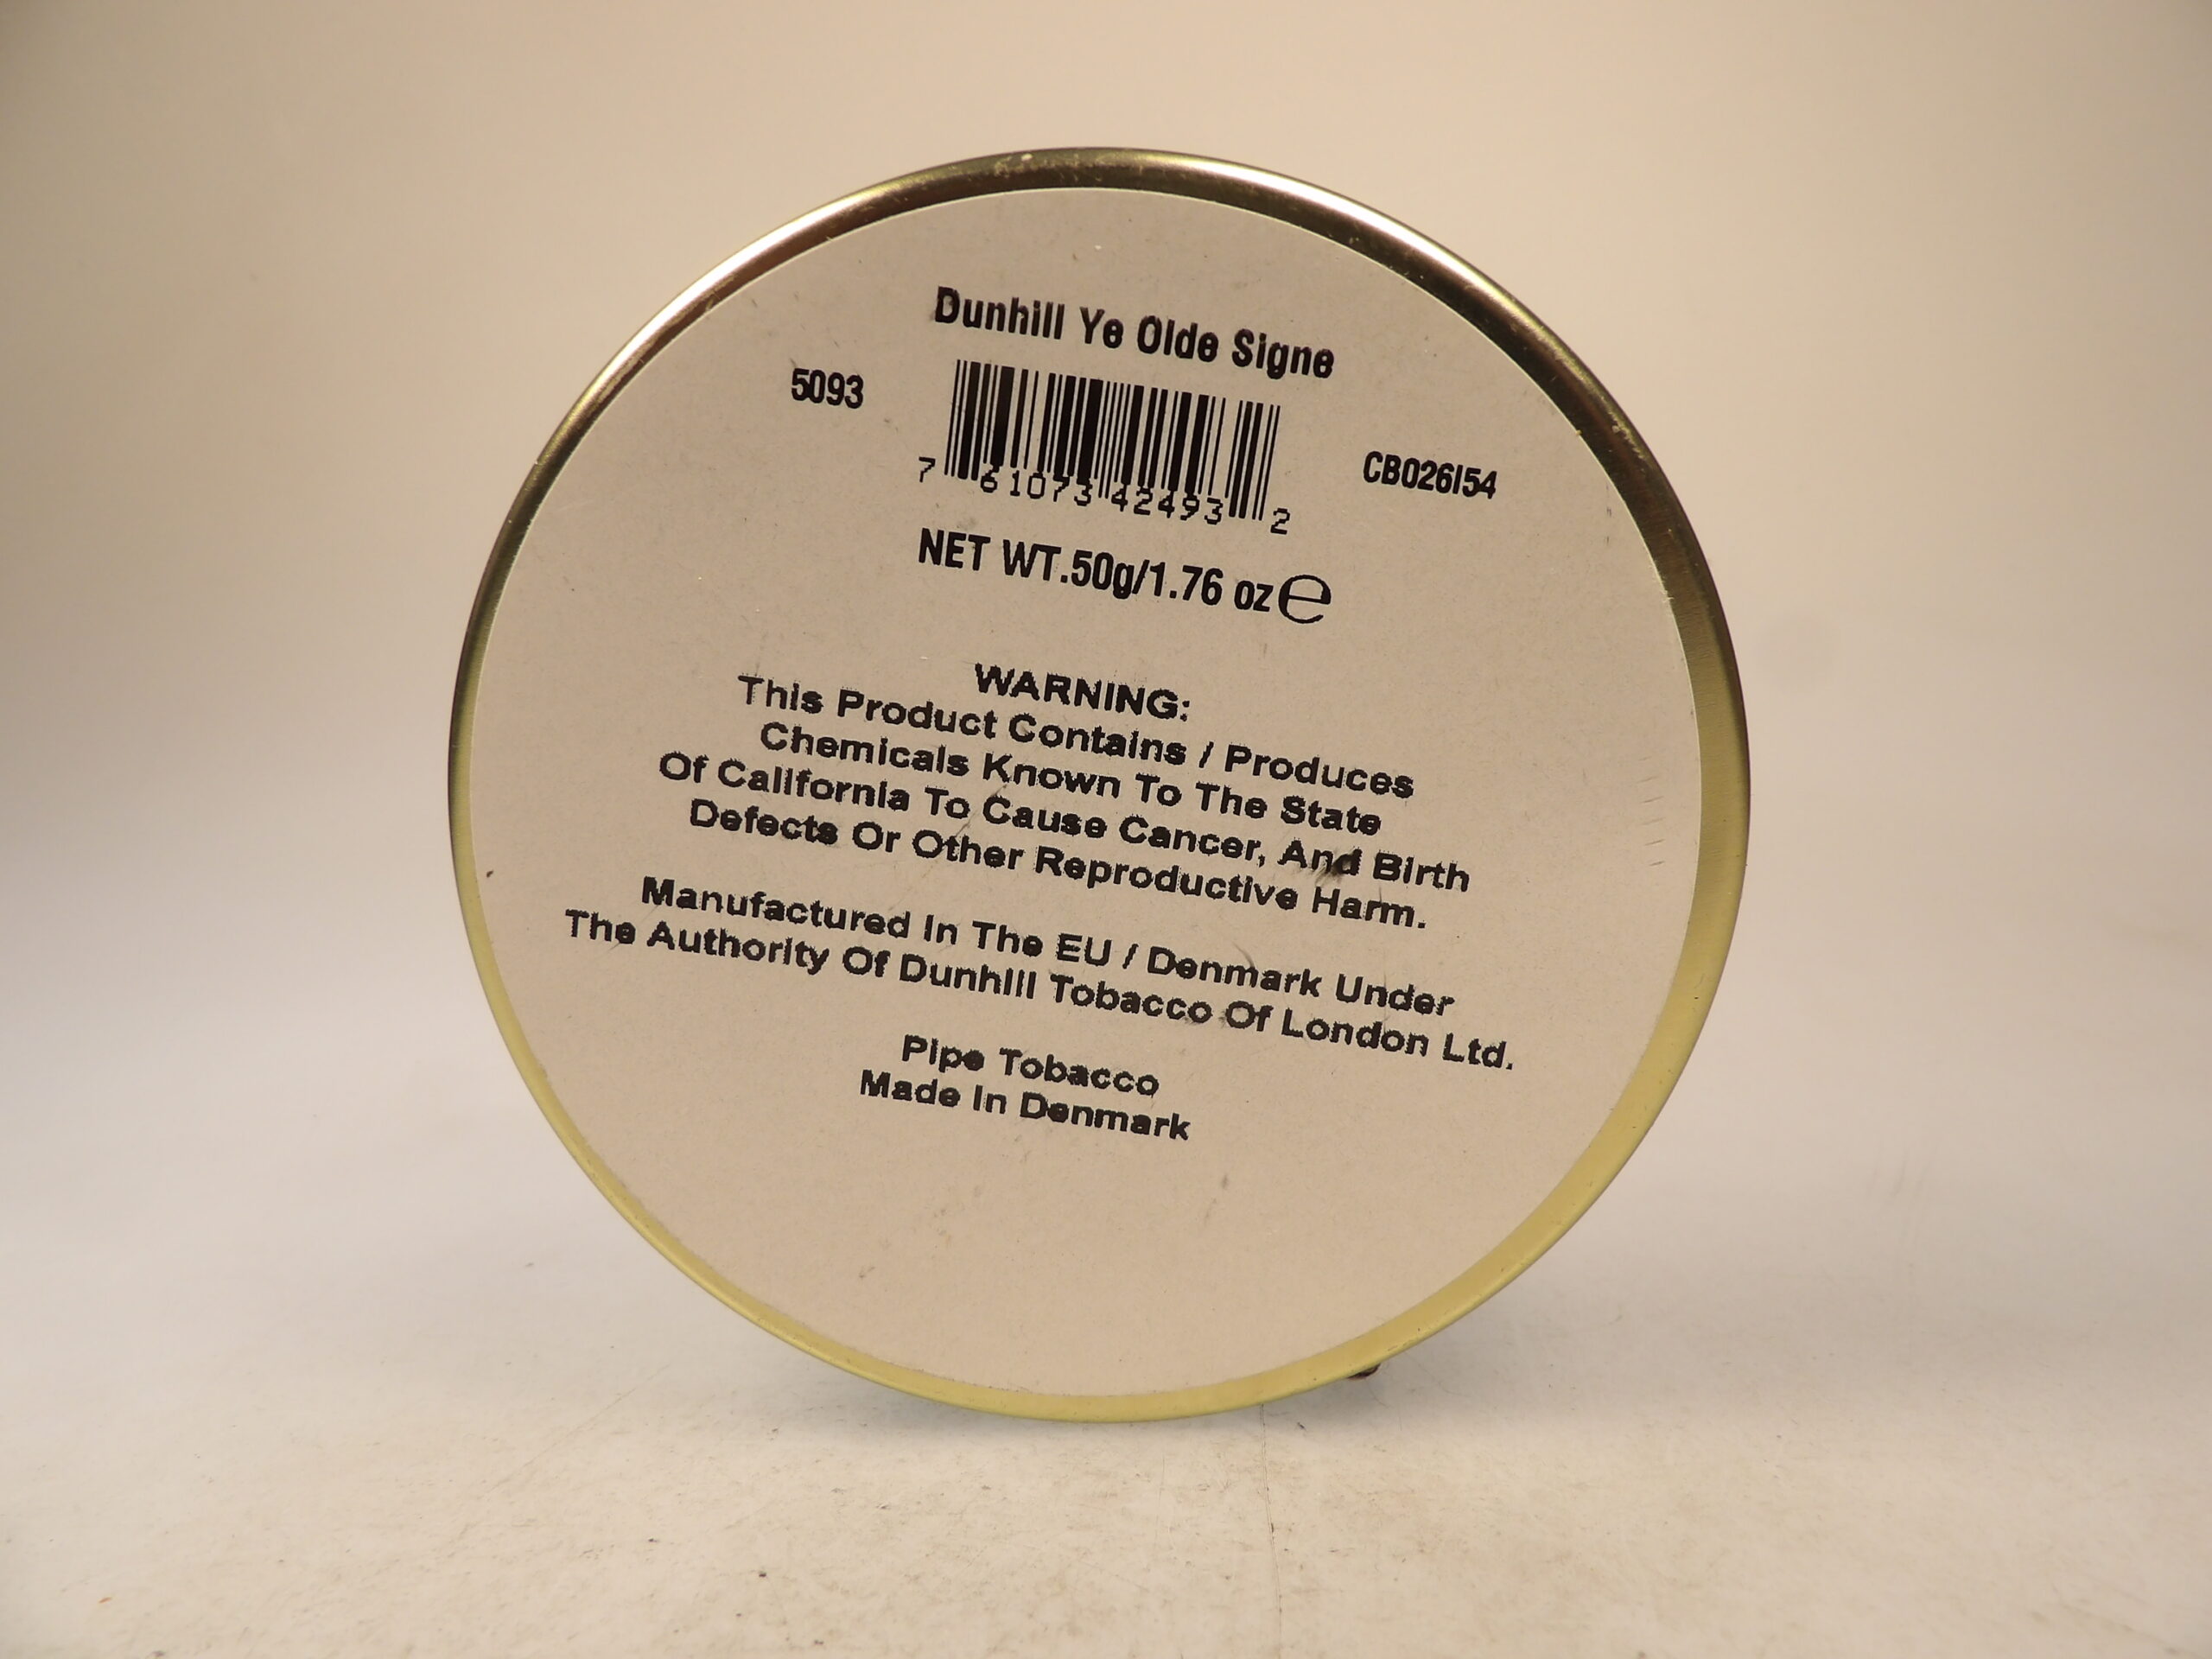 Dunhill Ye Olde Signe
5093
7 61073 42493 2
CB026I54
NET WT.50g/1.76 oz ℮
WARNING:
This Product Contains / Produces
Chemicals Known To The State
Of California To Cause Cancer, And Birth
Defects Or Other Reproductive Harm.
Manufactured In The EU / Denmark Under
The Authority Of Dunhill Tobacco Of London Ltd.
Pipe Tobacco
Made In Denmark